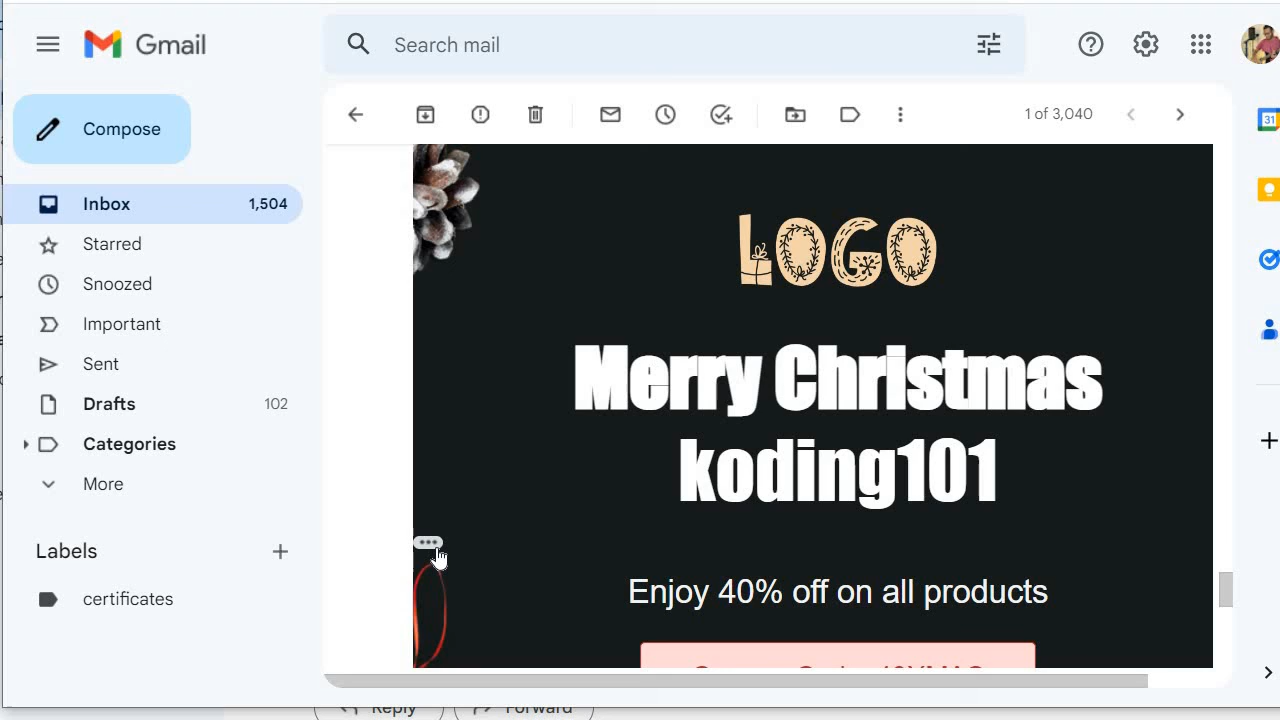 Gmail
Search mail
1 of 3,040
Compose
Inbox 1,504
Starred
Snoozed
Important
Sent
Drafts 102
Categories
More
Labels
certificates
31
LOGO
Merry Christmas
koding101
Enjoy 40% off on all products
Reply
Forward